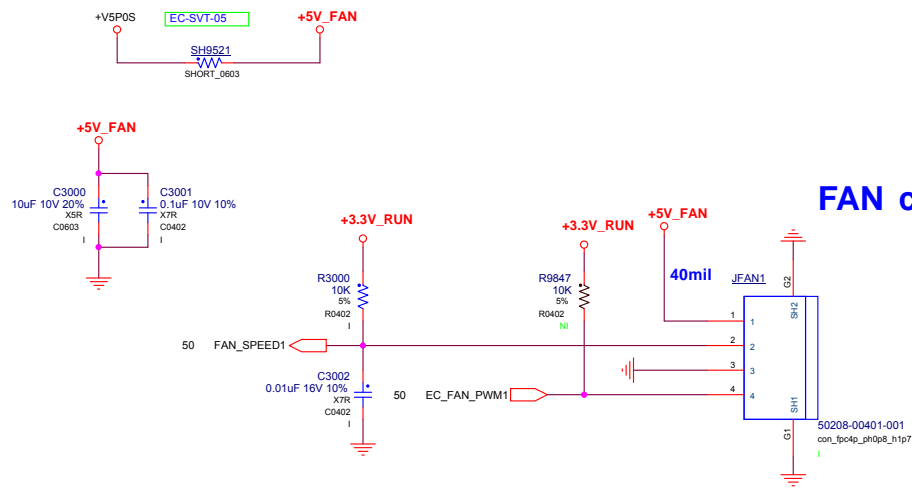 +V5P0S
EC-SVT-05
+5V_FAN
SH9521
SHORT_0603
+5V_FAN
C3000
10uF 10V 20%
X5R
C0603
I
C3001
0.1uF 10V 10%
X7R
C0402
I
FAN c
+3.3V_RUN
+3.3V_RUN
+5V_FAN
R3000
10K
5%
R0402
I
R9847
10K
5%
R0402
NI
40mil
JFAN1
G2
SH2
1 1
2 2
3 3
4 4
SH1
G1
50 FAN_SPEED1
C3002
0.01uF 16V 10%
X7R
C0402
I
50 EC_FAN_PWM1
50208-00401-001
con_fpc4p_ph0p8_h1p7
I